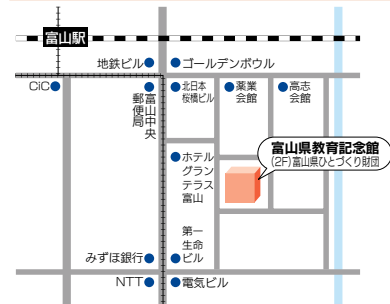 富山駅
地鉄ビル
ゴールデンボウル
CiC
富山中央
郵便局
北日本
桜橋ビル
薬業
会館
高志
会館
富山県教育記念館
(2F)富山県ひとづくり財団
ホテル
グラン
テラス
富山
みずほ銀行
第一
生命
ビル
NTT
電気ビル